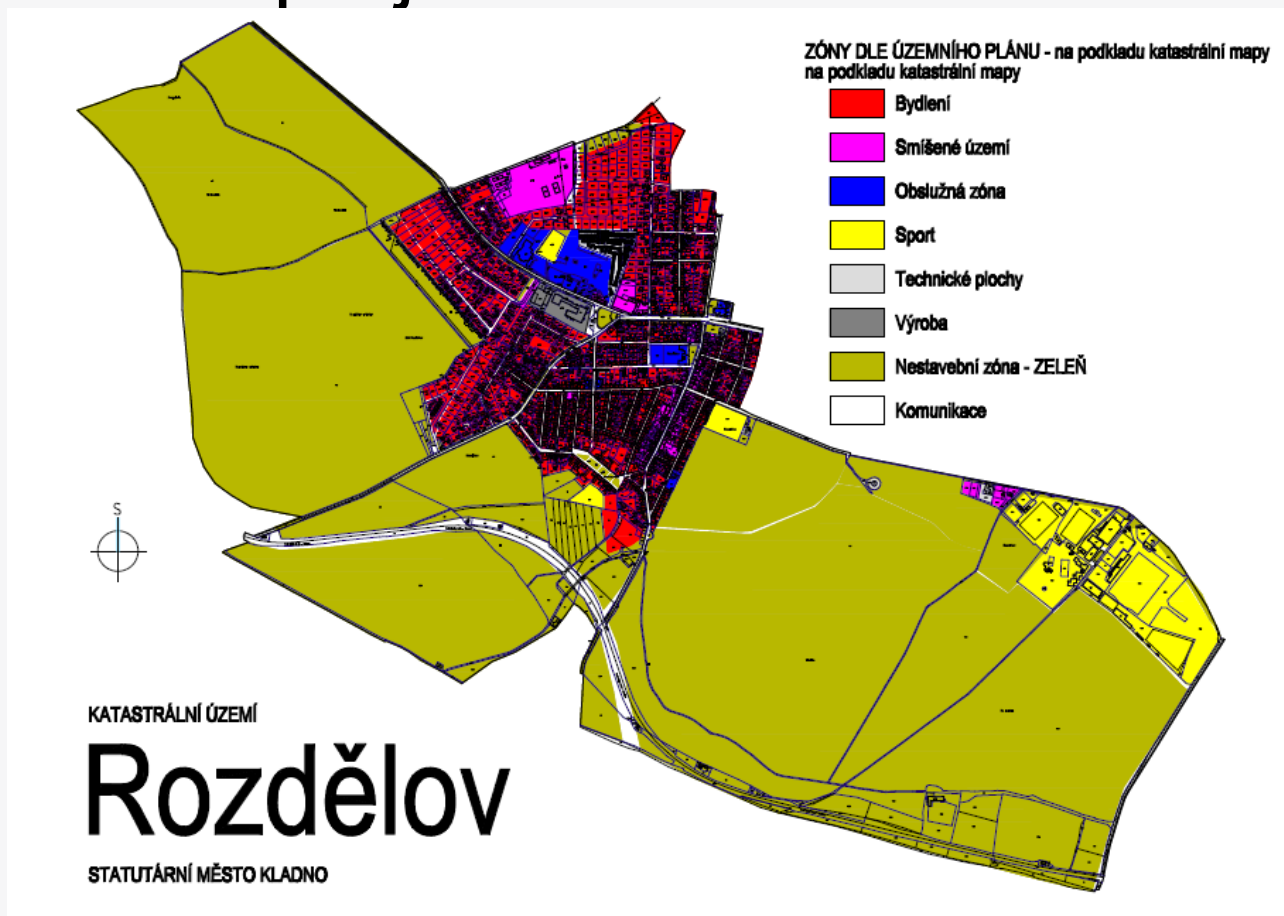 ZÓNY DLE ÚZEMNÍHO PLÁNU - na podkladu katastrální mapy
na podkladu katastrální mapy
Bydlení
Smíšené území
Obslužná zóna
Sport
Technické plochy
Výroba
Nestavební zóna - ZELEŇ
Komunikace
S
KATASTRÁLNÍ ÚZEMÍ
Rozdělov
STATUTÁRNÍ MĚSTO KLADNO